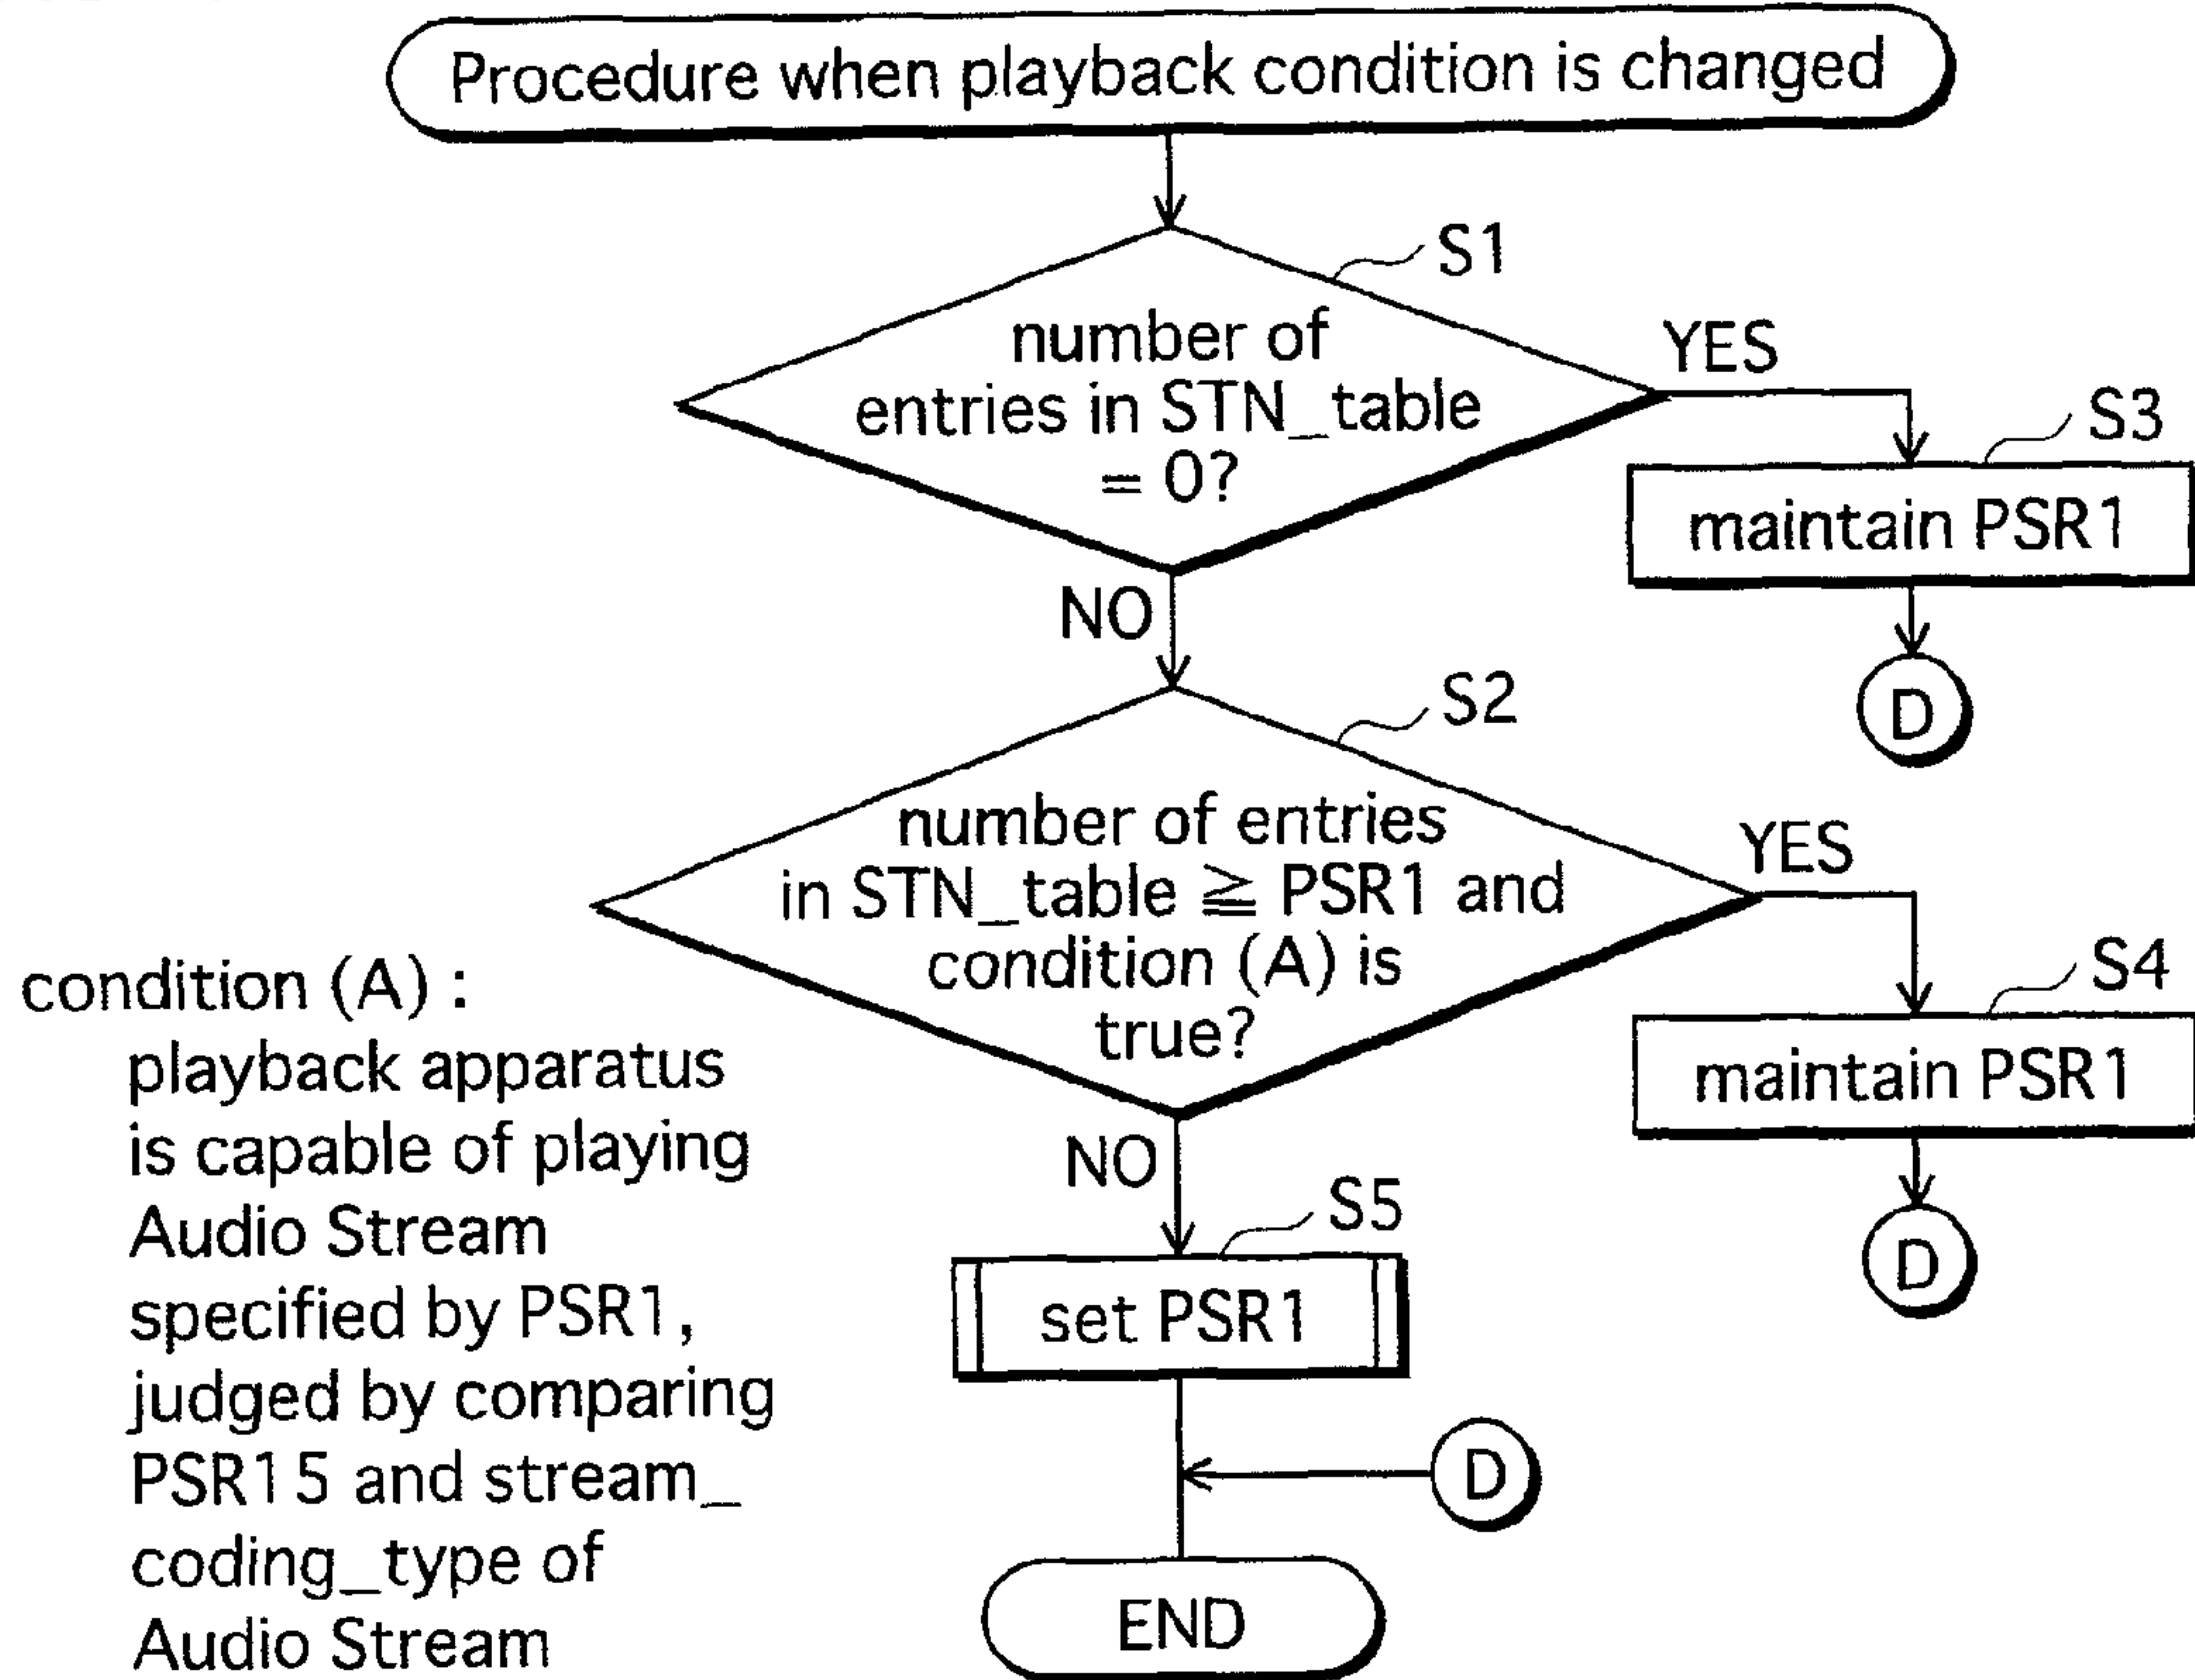 Procedure when playback condition is changed
S1
number of
entries in STN_table
= 0?
YES
S3
maintain PSR1
D
NO
S2
number of entries
in STN_table ≧ PSR1 and
condition (A) is
true?
YES
S4
maintain PSR1
D
NO
S5
set PSR1
D
END
condition (A) :
playback apparatus
is capable of playing
Audio Stream
specified by PSR1,
judged by comparing
PSR15 and stream_
coding_type of
Audio Stream